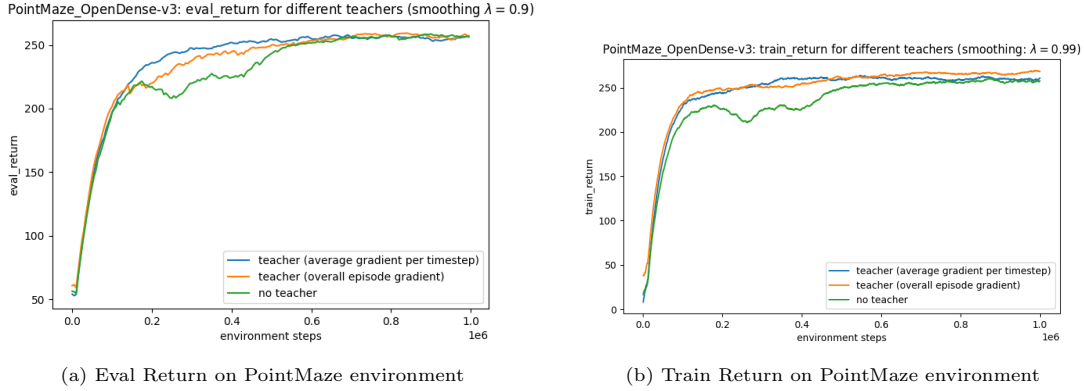 PointMaze_OpenDense-v3: eval_return for different teachers (smoothing λ = 0.9)
250
200
150
100
50
eval_return
teacher (average gradient per timestep)
teacher (overall episode gradient)
no teacher
0.0 0.2 0.4 0.6 0.8 1.0
1e6
environment steps
(a) Eval Return on PointMaze environment
PointMaze_OpenDense-v3: train_return for different teachers (smoothing: λ = 0.99)
250
200
150
100
50
0
train_return
teacher (average gradient per timestep)
teacher (overall episode gradient)
no teacher
0.0 0.2 0.4 0.6 0.8 1.0
1e6
environment steps
(b) Train Return on PointMaze environment